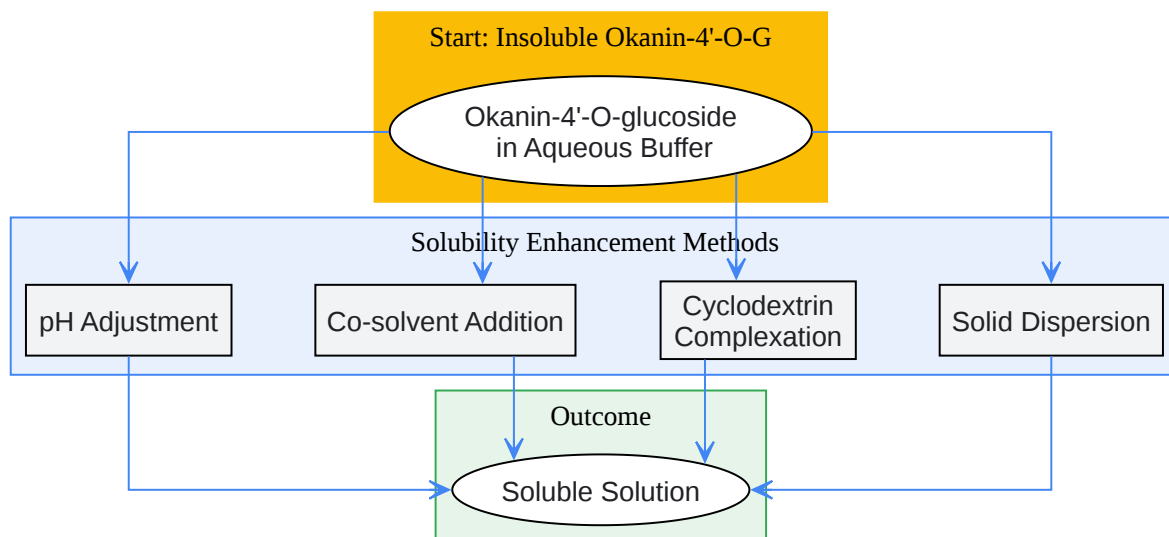 Start: Insoluble Okanin-4'-O-G
Okanin-4'-O-glucoside
in Aqueous Buffer
Solubility Enhancement Methods
pH Adjustment
Co-solvent Addition
Cyclodextrin
Complexation
Solid Dispersion
Outcome
Soluble Solution